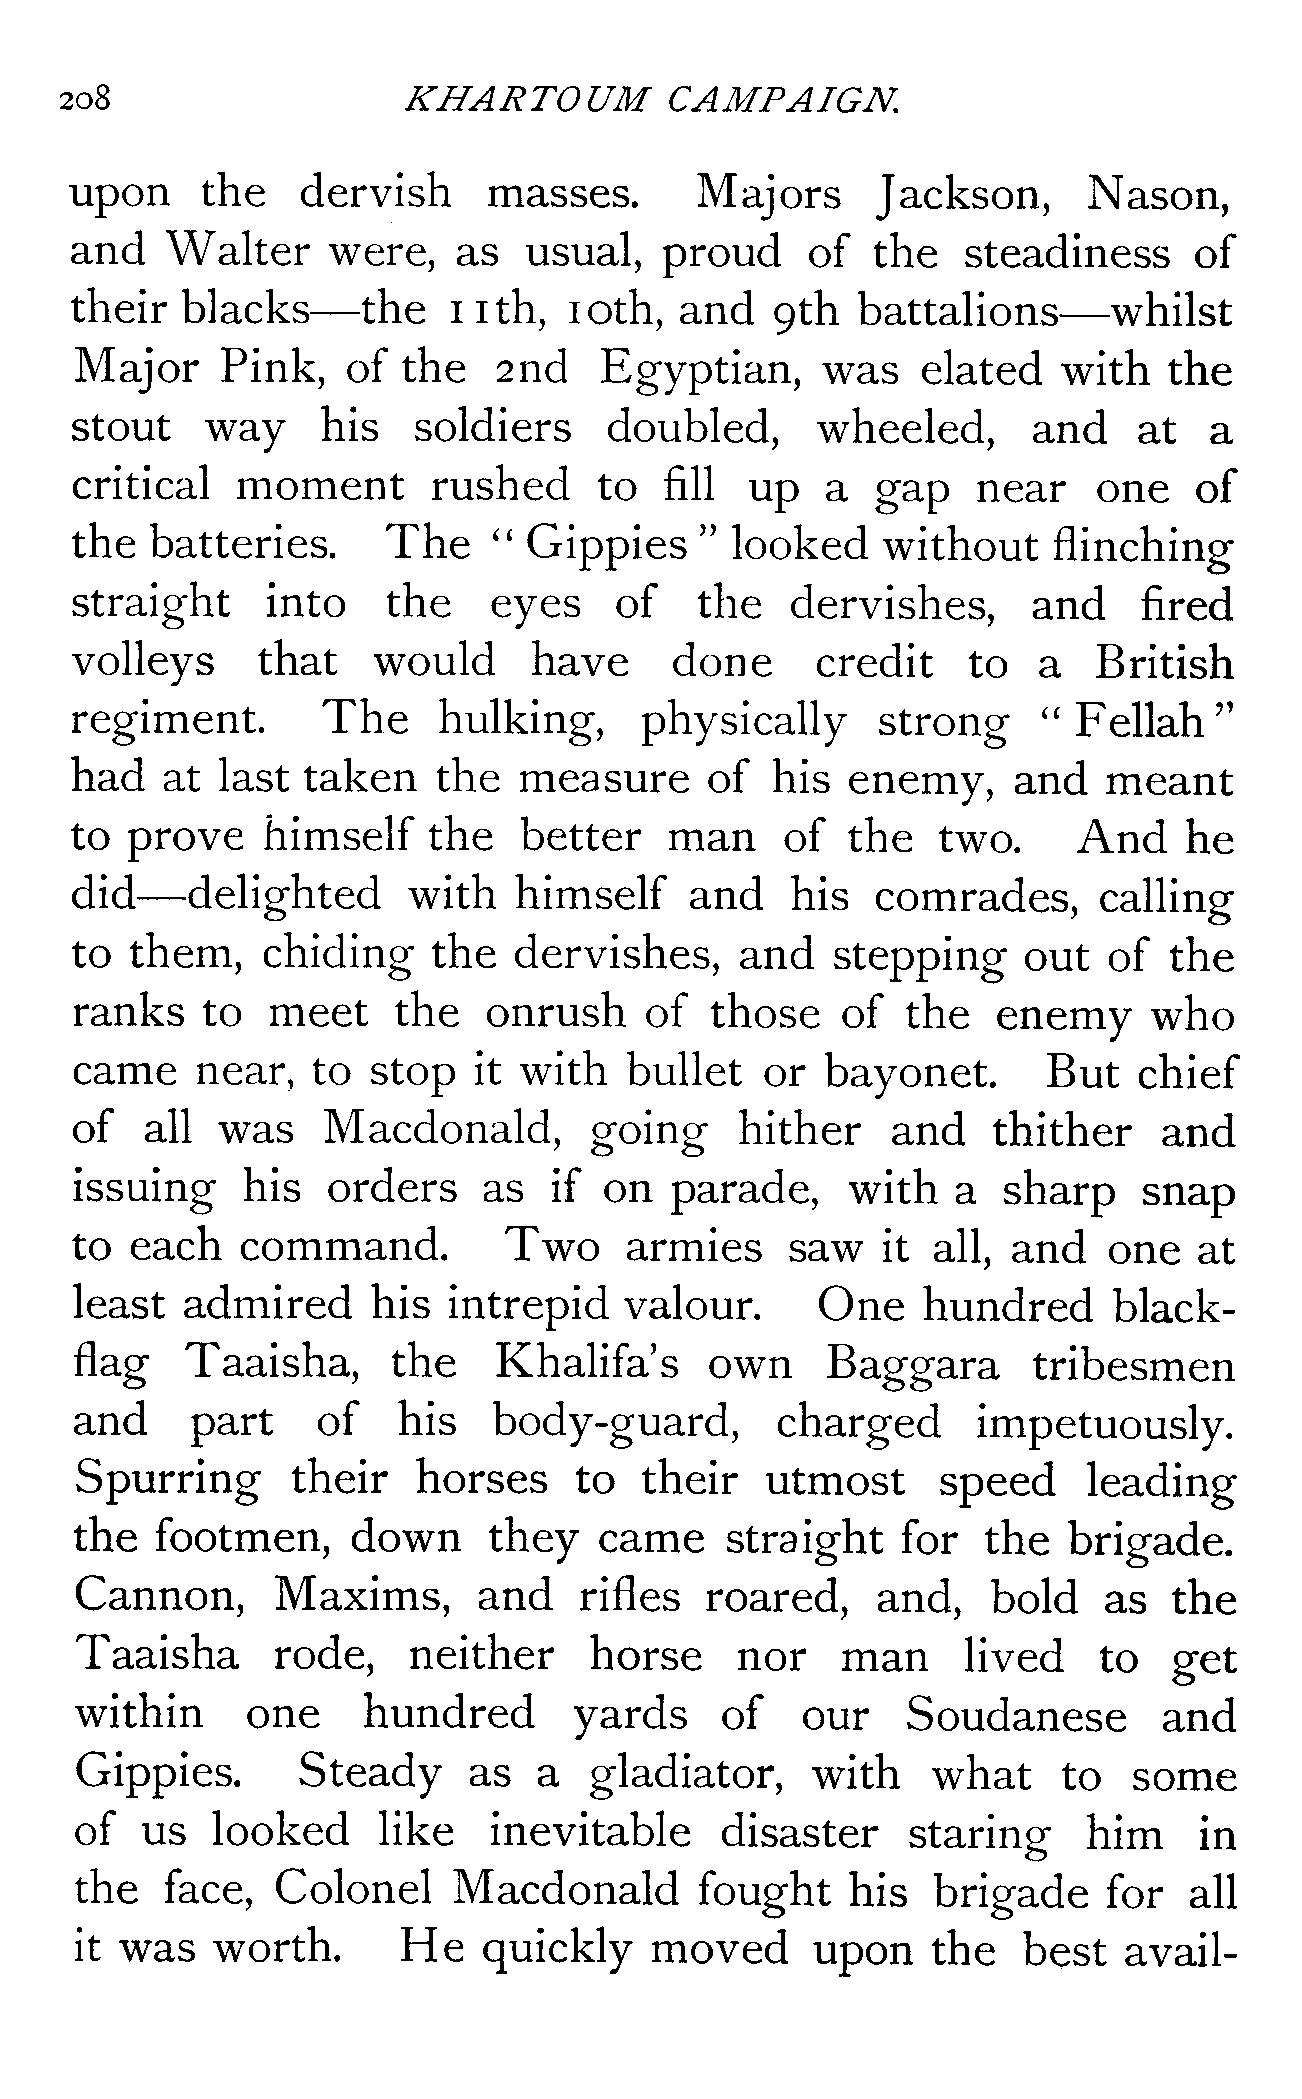 208 KHARTOUM CAMPAIGN.
upon the dervish masses. Majors Jackson, Nason,
and Walter were, as usual, proud of the steadiness of
their blacks—the 11th, 10th, and 9th battalions—whilst
Major Pink, of the 2nd Egyptian, was elated with the
stout way his soldiers doubled, wheeled, and at a
critical moment rushed to fill up a gap near one of
the batteries. The “Gippies” looked without flinching
straight into the eyes of the dervishes, and fired
volleys that would have done credit to a British
regiment. The hulking, physically strong “Fellah”
had at last taken the measure of his enemy, and meant
to prove himself the better man of the two. And he
did—delighted with himself and his comrades, calling
to them, chiding the dervishes, and stepping out of the
ranks to meet the onrush of those of the enemy who
came near, to stop it with bullet or bayonet. But chief
of all was Macdonald, going hither and thither and
issuing his orders as if on parade, with a sharp snap
to each command. Two armies saw it all, and one at
least admired his intrepid valour. One hundred black-
flag Taaisha, the Khalifa’s own Baggara tribesmen
and part of his body-guard, charged impetuously.
Spurring their horses to their utmost speed leading
the footmen, down they came straight for the brigade.
Cannon, Maxims, and rifles roared, and, bold as the
Taaisha rode, neither horse nor man lived to get
within one hundred yards of our Soudanese and
Gippies. Steady as a gladiator, with what to some
of us looked like inevitable disaster staring him in
the face, Colonel Macdonald fought his brigade for all
it was worth. He quickly moved upon the best avail-